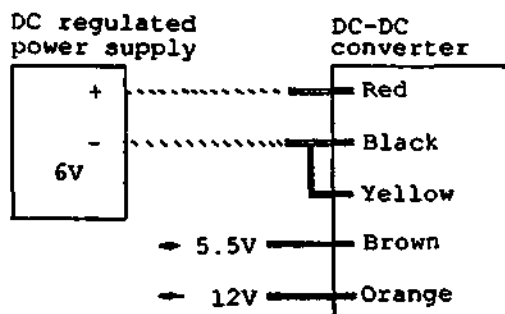 DC regulated
power supply
DC-DC
converter
+
Red
-
Black
6V
Yellow
5.5V
Brown
12V
Orange